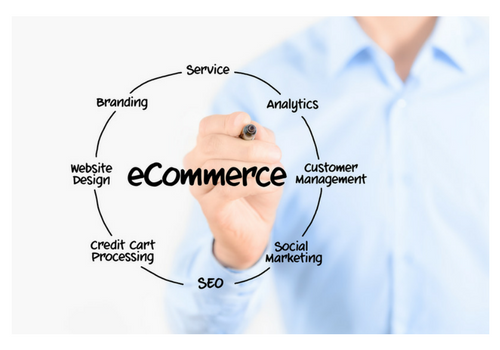 Service
Branding
Analytics
Website
Design
eCommerce
Customer
Management
Credit Cart
Processing
Social
Marketing
SEO